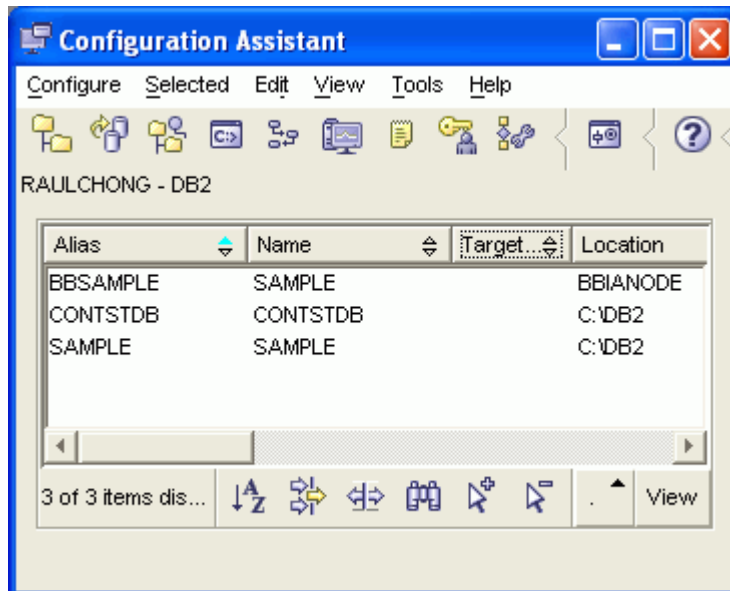 Configuration Assistant
Configure Selected Edit View Tools Help
C:\>
RAULCHONG - DB2
Alias Name Target... Location
BBSAMPLE SAMPLE BBIANODE
CONTSTDB CONTSTDB C:\DB2
SAMPLE SAMPLE C:\DB2
3 of 3 items dis... AZ . View